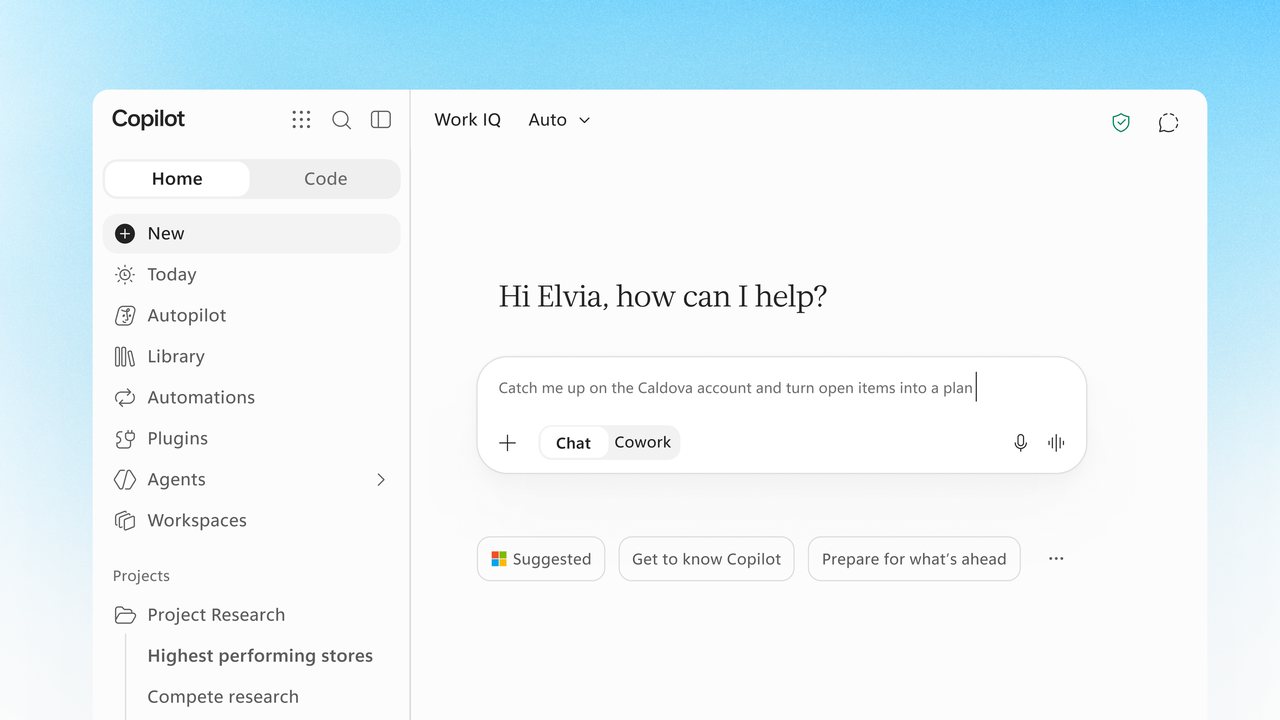 Copilot
Home
Code
New
Today
Autopilot
Library
Automations
Plugins
Agents
Workspaces
Projects
Project Research
Highest performing stores
Compete research
Work IQ
Auto
Hi Elvia, how can I help?
Catch me up on the Caldova account and turn open items into a plan
Chat
Cowork
Suggested
Get to know Copilot
Prepare for what’s ahead